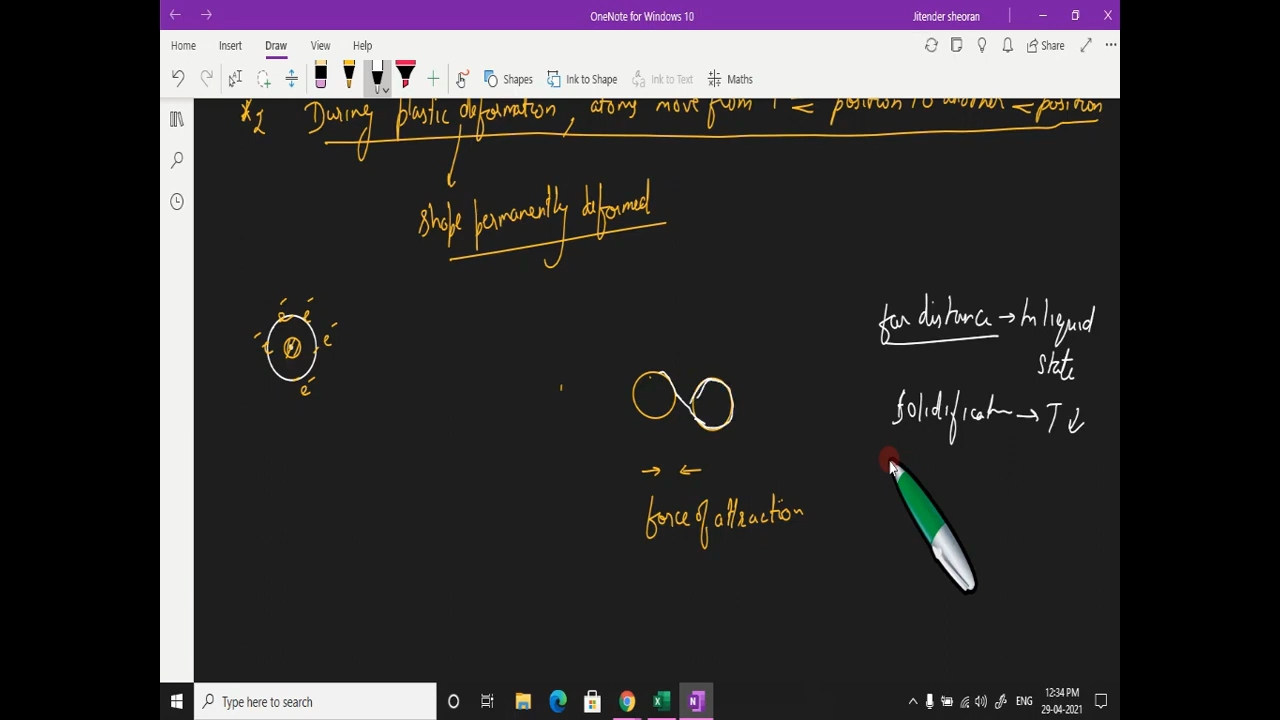 OneNote for Windows 10
Jitender sheoran
Home Insert Draw View Help
Share
Shapes
Ink to Shape
Ink to Text
Maths
*2 During plastic deformation, atoms move from 1 position to another position
Shape permanently deformed
e-
e-
e-
e-
e-
far distance → In liquid
state
Solidification → T↓
→ ←
force of attraction
Type here to search
ENG
12:34 PM
29-04-2021